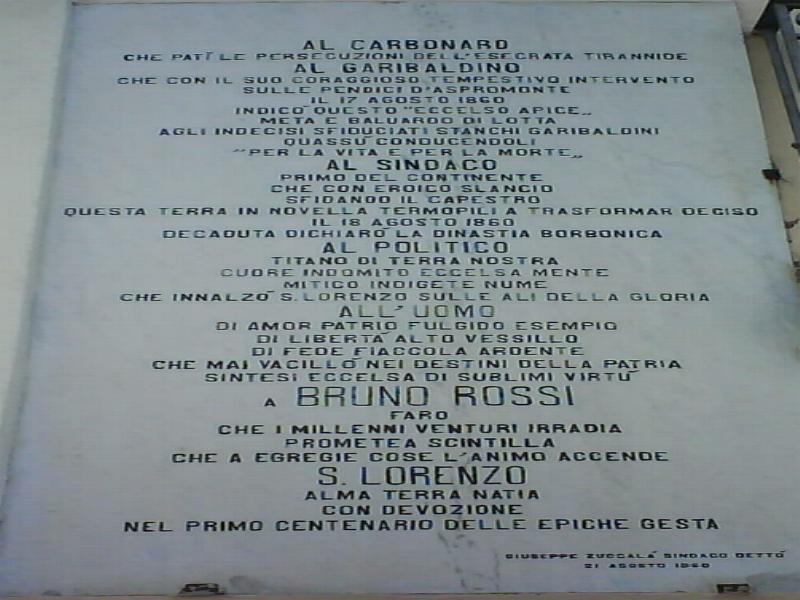 AL CARBONARO
CHE PATÌ LE PERSECUZIONI DELL'ESECRATA TIRANNIDE
AL GARIBALDINO
CHE CON IL SUO CORAGGIOSO TEMPESTIVO INTERVENTO
SULLE PENDICI D'ASPROMONTE
IL 17 AGOSTO 1860
INDICÒ QUESTO "ECCELSO APICE„
META E BALUARDO DI LOTTA
AGLI INDECISI SFIDUCIATI STANCHI GARIBALDINI
QUASSÙ CONDUCENDOLI
"PER LA VITA E PER LA MORTE„
AL SINDACO
PRIMO DEL CONTINENTE
CHE CON EROICO SLANCIO
SFIDANDO IL CAPESTRO
QUESTA TERRA IN NOVELLA TERMOPILI A TRASFORMAR DECISO
IL 18 AGOSTO 1860
DECADUTA DICHIARÒ LA DINASTIA BORBONICA
AL POLITICO
TITANO DI TERRA NOSTRA
CUORE INDOMITO ECCELSA MENTE
MITICO INDIGETE NUME
CHE INNALZÒ S. LORENZO SULLE ALI DELLA GLORIA
ALL'UOMO
DI AMOR PATRIO FULGIDO ESEMPIO
DI LIBERTÀ ALTO VESSILLO
DI FEDE FIACCOLA ARDENTE
CHE MAI VACILLÒ NEI DESTINI DELLA PATRIA
SINTESI ECCELSA DI SUBLIMI VIRTÙ
A BRUNO ROSSI
FARO
CHE I MILLENNI VENTURI IRRADIA
PROMETEA SCINTILLA
CHE A EGREGIE COSE L'ANIMO ACCENDE
S. LORENZO
ALMA TERRA NATIA
CON DEVOZIONE
NEL PRIMO CENTENARIO DELLE EPICHE GESTA
GIUSEPPE ZUCCALÀ SINDACO DETTÒ
21 AGOSTO 1960